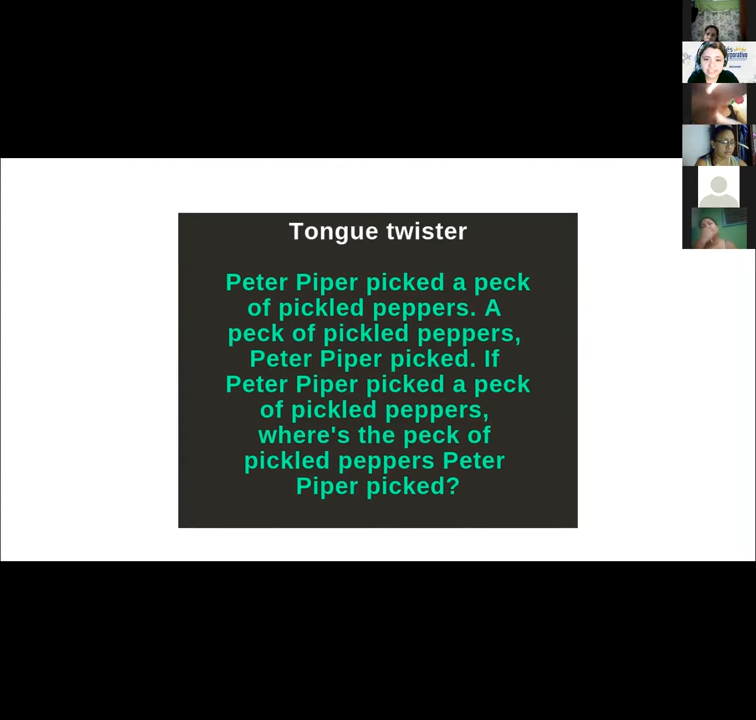 Tongue twister
Peter Piper picked a peck
of pickled peppers. A
peck of pickled peppers,
Peter Piper picked. If
Peter Piper picked a peck
of pickled peppers,
where's the peck of
pickled peppers Peter
Piper picked?